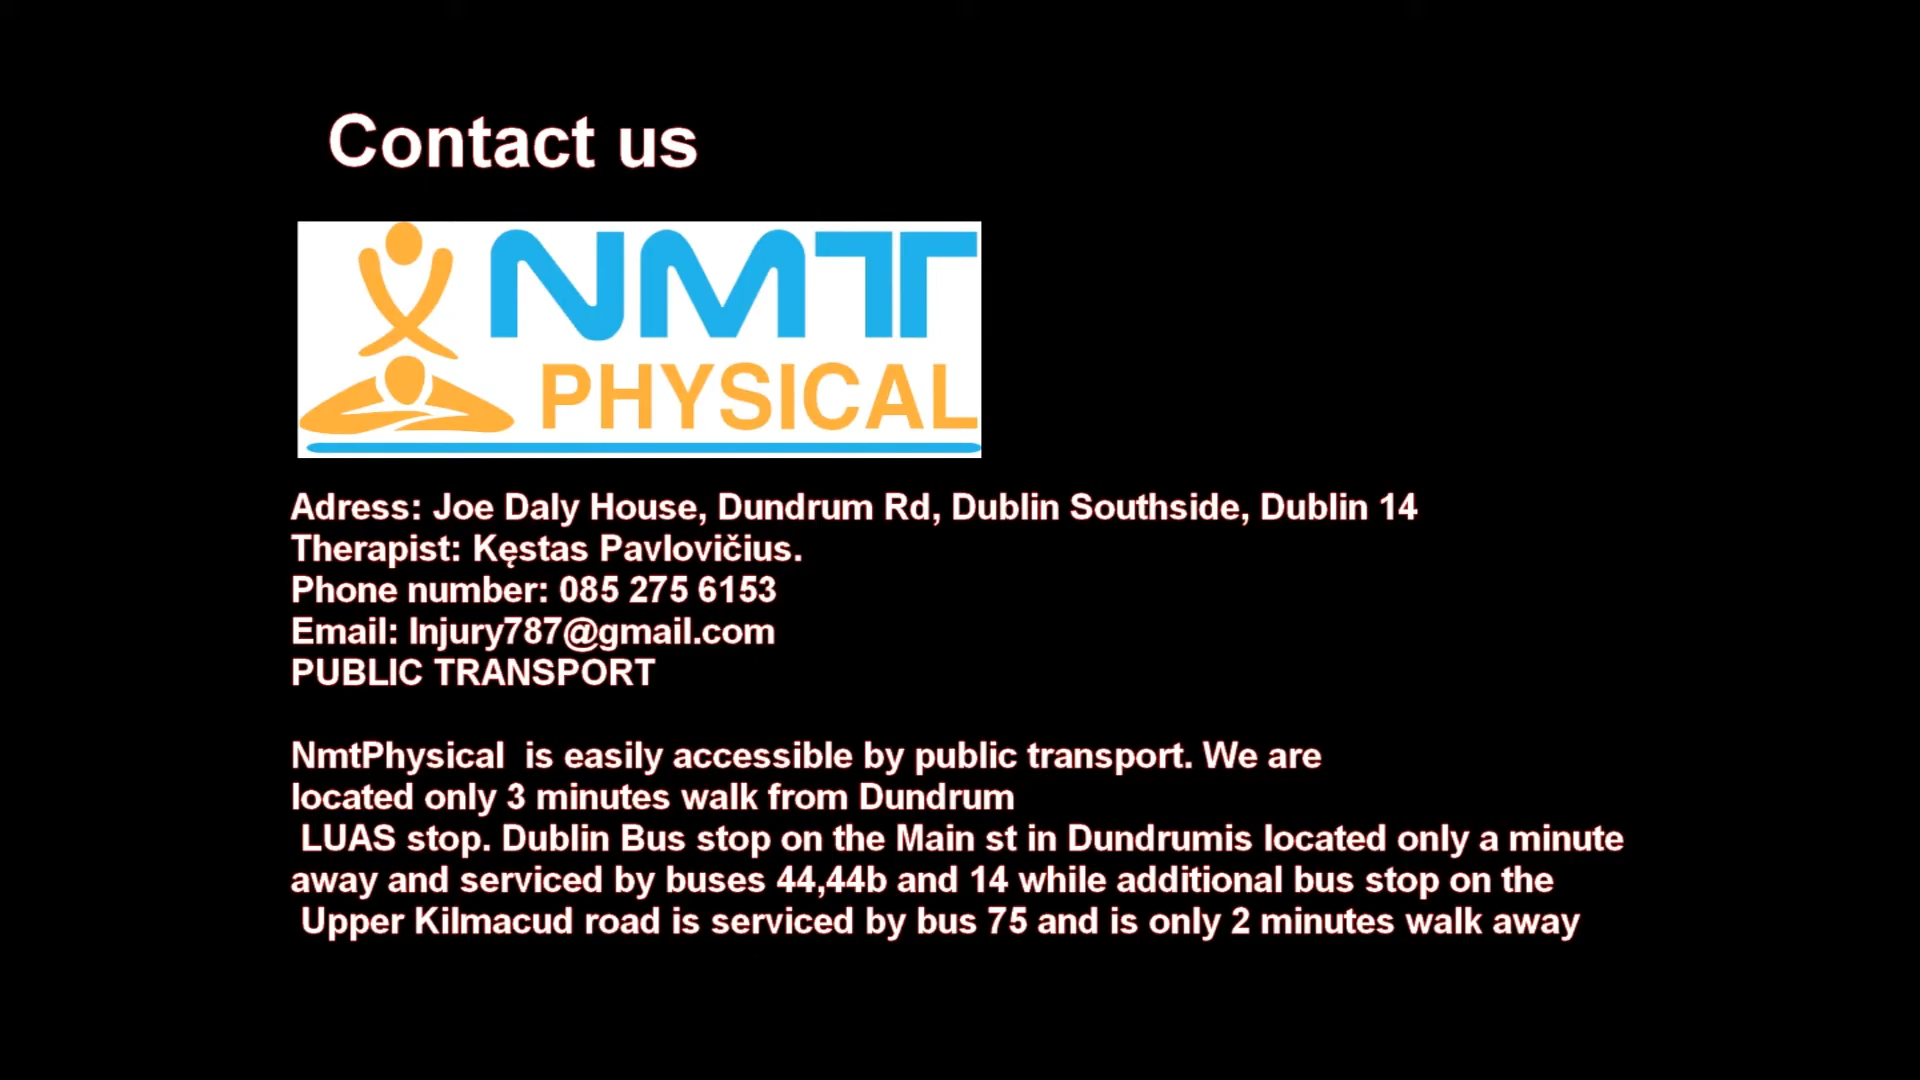 Contact us
NMT
PHYSICAL
Adress: Joe Daly House, Dundrum Rd, Dublin Southside, Dublin 14
Therapist: Kęstas Pavlovičius.
Phone number: 085 275 6153
Email: Injury787@gmail.com
PUBLIC TRANSPORT
NmtPhysical  is easily accessible by public transport. We are
located only 3 minutes walk from Dundrum
LUAS stop. Dublin Bus stop on the Main st in Dundrumis located only a minute
away and serviced by buses 44,44b and 14 while additional bus stop on the
Upper Kilmacud road is serviced by bus 75 and is only 2 minutes walk away